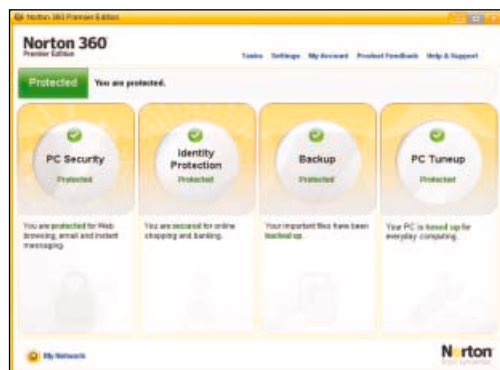 Norton 360 Premier Edition
Norton 360
Premier Edition
Tasks Settings My Account Product Feedback Help & Support
Protected You are protected.
PC Security
Protected
Identity
Protection
Protected
Backup
Protected
PC Tuneup
Protected
You are protected for Web
browsing, email and instant
messaging.
You are secured for online
shopping and banking.
Your important files have been
backed up.
Your PC is tuned up for
everyday computing.
My Network
Norton
from symantec